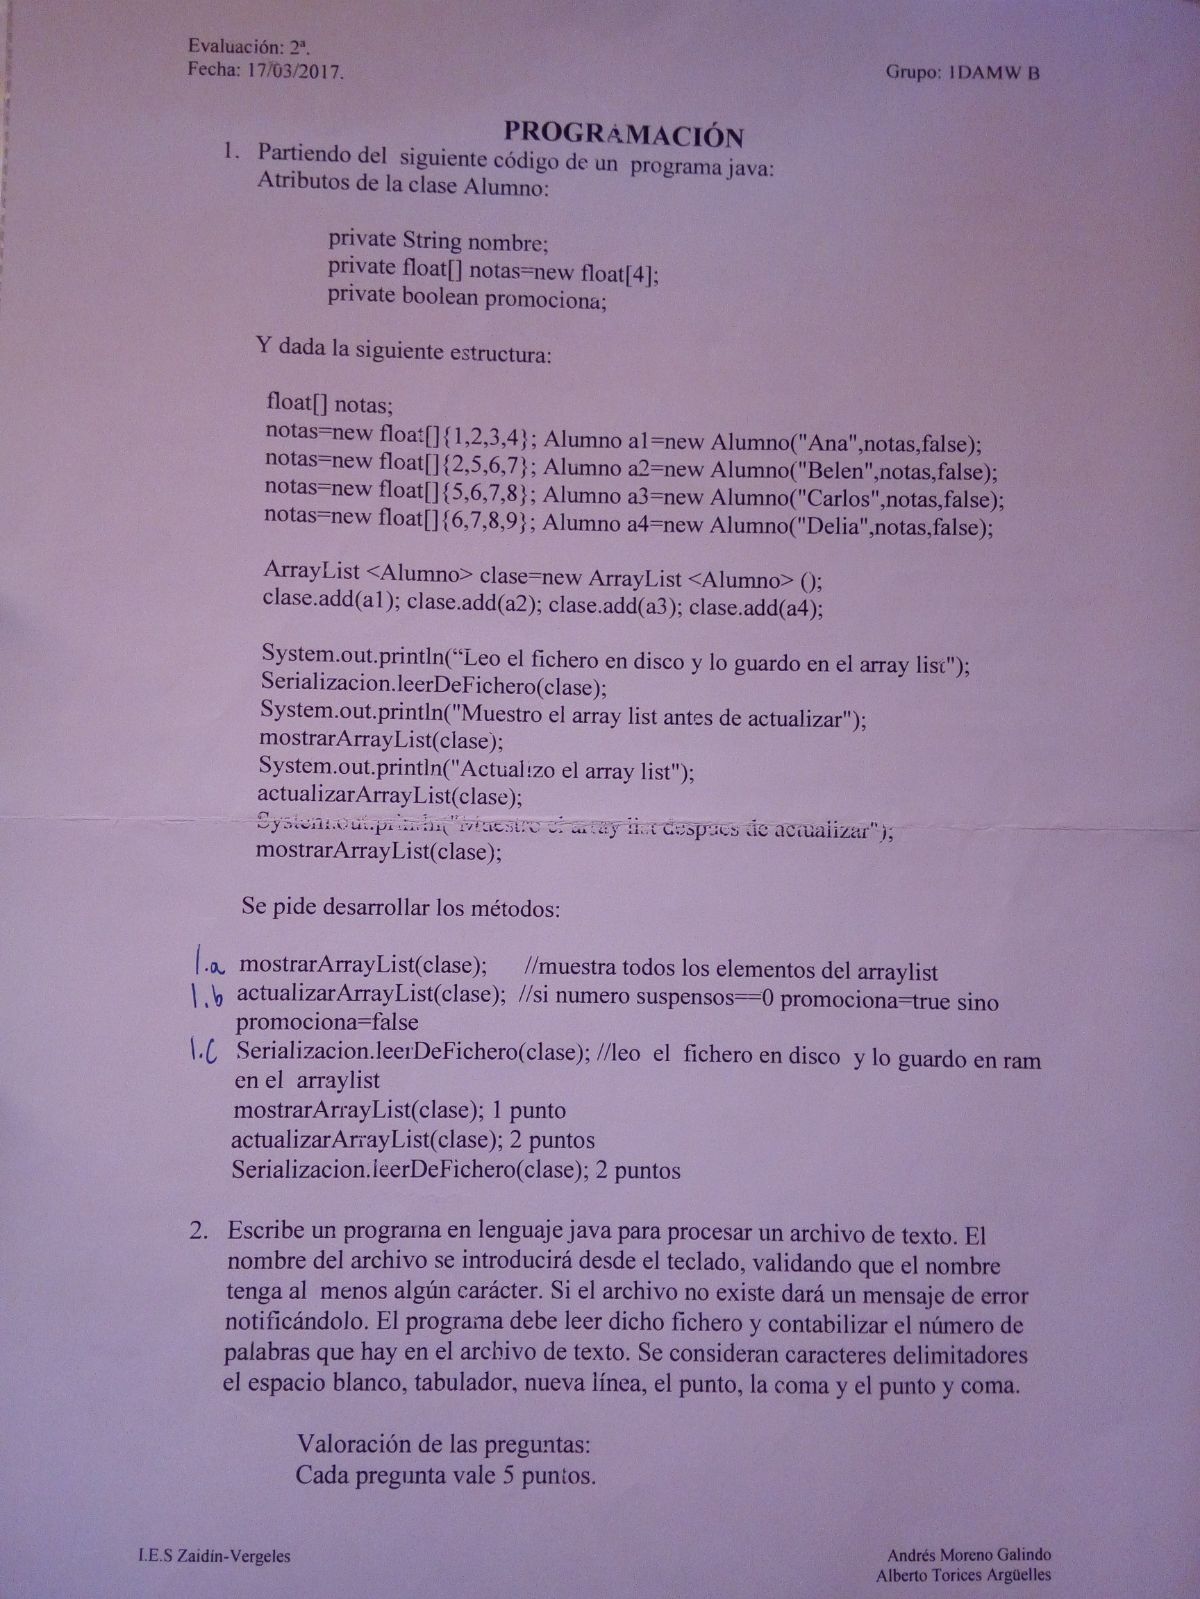 Evaluación: 2ª.
Fecha: 17/03/2017.
Grupo: 1DAMW B
PROGRAMACIÓN
1. Partiendo del siguiente código de un programa java:
Atributos de la clase Alumno:
private String nombre;
private float[] notas=new float[4];
private boolean promociona;
Y dada la siguiente estructura:
float[] notas;
notas=new float[]{1,2,3,4}; Alumno a1=new Alumno("Ana",notas,false);
notas=new float[]{2,5,6,7}; Alumno a2=new Alumno("Belen",notas,false);
notas=new float[]{5,6,7,8}; Alumno a3=new Alumno("Carlos",notas,false);
notas=new float[]{6,7,8,9}; Alumno a4=new Alumno("Delia",notas,false);
ArrayList <Alumno> clase=new ArrayList <Alumno> ();
clase.add(a1); clase.add(a2); clase.add(a3); clase.add(a4);
System.out.println(“Leo el fichero en disco y lo guardo en el array list");
Serializacion.leerDeFichero(clase);
System.out.println("Muestro el array list antes de actualizar");
mostrarArrayList(clase);
System.out.println("Actualizo el array list");
actualizarArrayList(clase);
System.out.println("Muestro el array list despues de actualizar");
mostrarArrayList(clase);
Se pide desarrollar los métodos:
1.a mostrarArrayList(clase); //muestra todos los elementos del arraylist
1.b actualizarArrayList(clase); //si numero suspensos==0 promociona=true sino
promociona=false
1.C Serializacion.leerDeFichero(clase); //leo el fichero en disco y lo guardo en ram
en el arraylist
mostrarArrayList(clase); 1 punto
actualizarArrayList(clase); 2 puntos
Serializacion.leerDeFichero(clase); 2 puntos
2. Escribe un programa en lenguaje java para procesar un archivo de texto. El
nombre del archivo se introducirá desde el teclado, validando que el nombre
tenga al menos algún carácter. Si el archivo no existe dará un mensaje de error
notificándolo. El programa debe leer dicho fichero y contabilizar el número de
palabras que hay en el archivo de texto. Se consideran caracteres delimitadores
el espacio blanco, tabulador, nueva línea, el punto, la coma y el punto y coma.
Valoración de las preguntas:
Cada pregunta vale 5 puntos.
I.E.S Zaidín-Vergeles
Andrés Moreno Galindo
Alberto Torices Argüelles